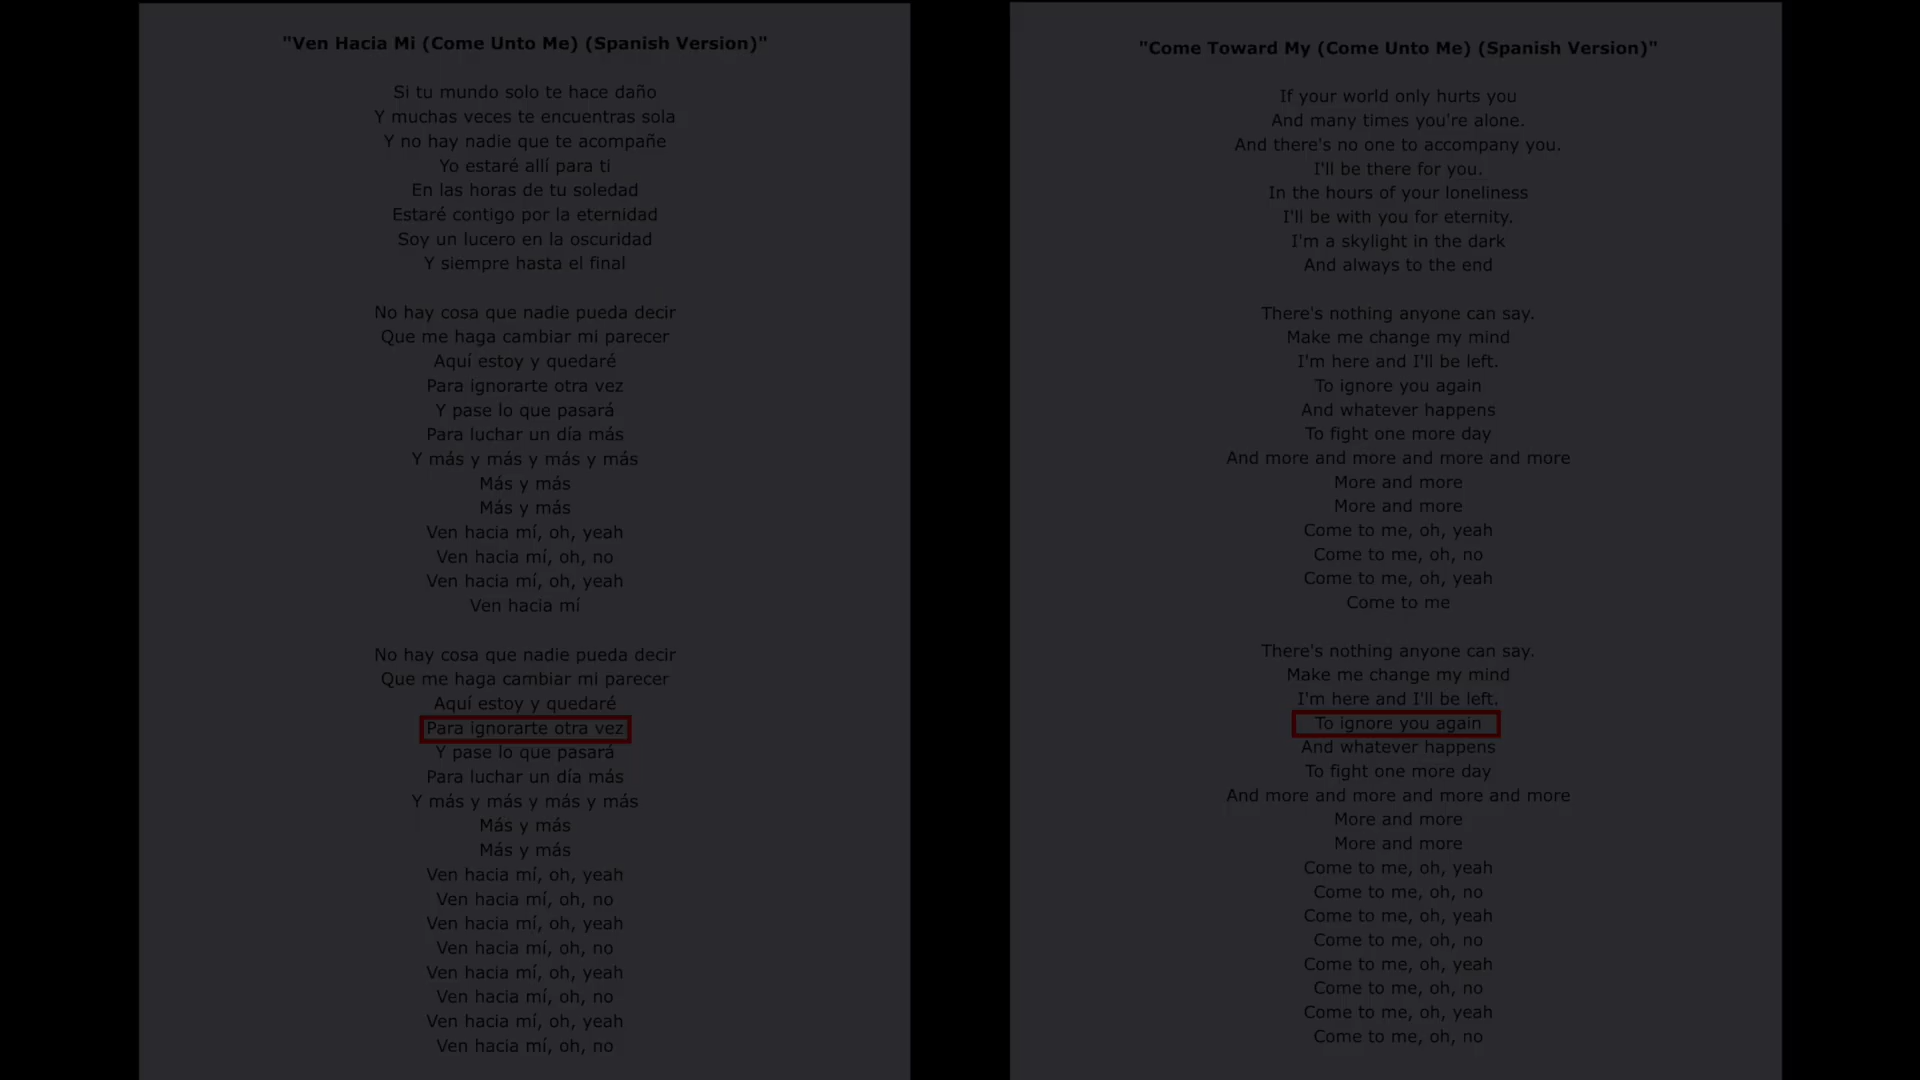 "Ven Hacia Mi (Come Unto Me) (Spanish Version)"
Si tu mundo solo te hace daño
Y muchas veces te encuentras sola
Y no hay nadie que te acompañe
Yo estaré allí para ti
En las horas de tu soledad
Estaré contigo por la eternidad
Soy un lucero en la oscuridad
Y siempre hasta el final
No hay cosa que nadie pueda decir
Que me haga cambiar mi parecer
Aquí estoy y quedaré
Para ignorarte otra vez
Y pase lo que pasará
Para luchar un día más
Y más y más y más y más
Más y más
Más y más
Ven hacia mí, oh, yeah
Ven hacia mí, oh, no
Ven hacia mí, oh, yeah
Ven hacia mí
No hay cosa que nadie pueda decir
Que me haga cambiar mi parecer
Aquí estoy y quedaré
Para ignorarte otra vez
Y pase lo que pasará
Para luchar un día más
Y más y más y más y más
Más y más
Más y más
Ven hacia mí, oh, yeah
Ven hacia mí, oh, no
Ven hacia mí, oh, yeah
Ven hacia mí, oh, no
Ven hacia mí, oh, yeah
Ven hacia mí, oh, no
Ven hacia mí, oh, yeah
Ven hacia mí, oh, no
"Come Toward My (Come Unto Me) (Spanish Version)"
If your world only hurts you
And many times you're alone.
And there's no one to accompany you.
I'll be there for you.
In the hours of your loneliness
I'll be with you for eternity.
I'm a skylight in the dark
And always to the end
There's nothing anyone can say.
Make me change my mind
I'm here and I'll be left.
To ignore you again
And whatever happens
To fight one more day
And more and more and more and more
More and more
More and more
Come to me, oh, yeah
Come to me, oh, no
Come to me, oh, yeah
Come to me
There's nothing anyone can say.
Make me change my mind
I'm here and I'll be left.
To ignore you again
And whatever happens
To fight one more day
And more and more and more and more
More and more
More and more
Come to me, oh, yeah
Come to me, oh, no
Come to me, oh, yeah
Come to me, oh, no
Come to me, oh, yeah
Come to me, oh, no
Come to me, oh, yeah
Come to me, oh, no